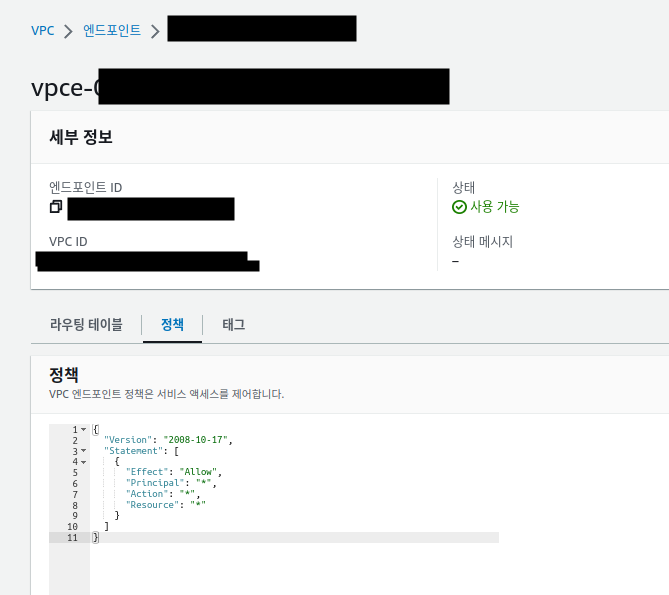 VPC > 엔드포인트 >
vpce-0
세부 정보
엔드포인트 ID
상태
사용 가능
VPC ID
상태 메시지
–
라우팅 테이블 정책 태그
정책
VPC 엔드포인트 정책은 서비스 액세스를 제어합니다.
1 {
2 "Version": "2008-10-17",
3 "Statement": [
4 {
5 "Effect": "Allow",
6 "Principal": "*",
7 "Action": "*",
8 "Resource": "*"
9 }
10 ]
11 }